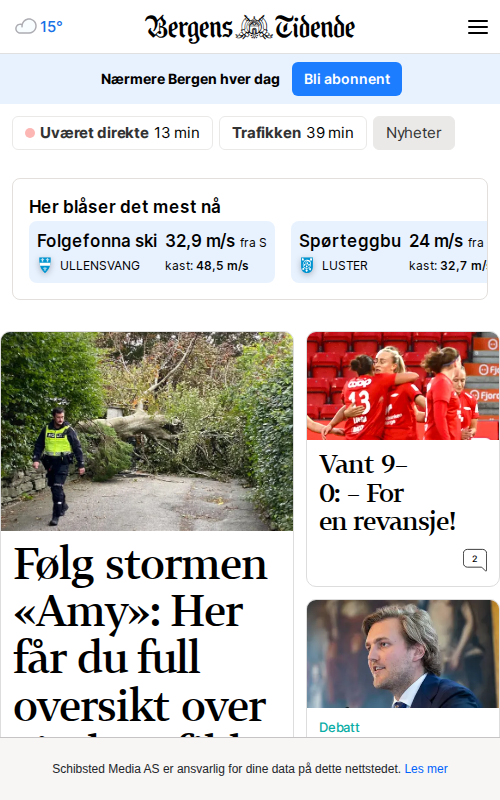 15°
Bergens Tidende
Nærmere Bergen hver dag
Bli abonnent
Uværet direkte 13 min
Trafikken 39 min
Nyheter
Her blåser det mest nå
Folgefonna ski 32,9 m/s fra S
ULLENSVANG kast: 48,5 m/s
Spørteggbu 24 m/s fra
LUSTER kast: 32,7 m/s
Følg stormen
«Amy»: Her
får du full
oversikt over
13
Vant 9–
0: – For
en revansje!
2
Debatt
Schibsted Media AS er ansvarlig for dine data på dette nettstedet. Les mer